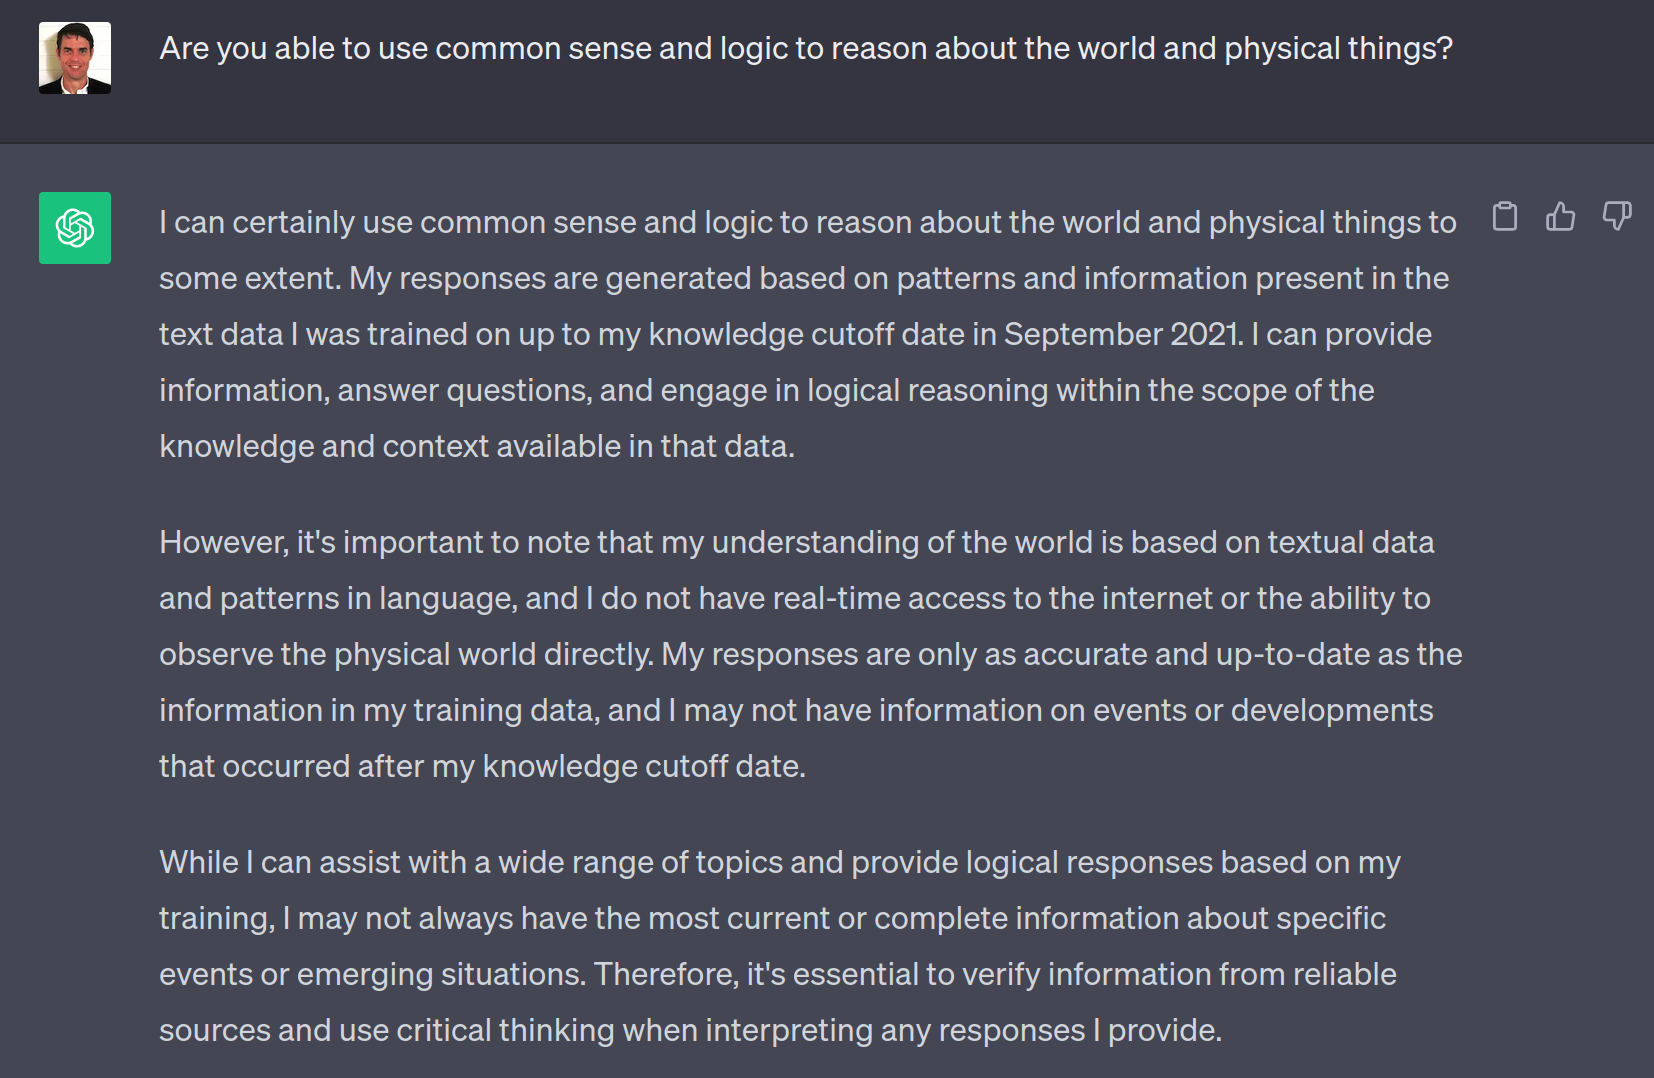 Are you able to use common sense and logic to reason about the world and physical things?
I can certainly use common sense and logic to reason about the world and physical things to
some extent. My responses are generated based on patterns and information present in the
text data I was trained on up to my knowledge cutoff date in September 2021. I can provide
information, answer questions, and engage in logical reasoning within the scope of the
knowledge and context available in that data.
However, it's important to note that my understanding of the world is based on textual data
and patterns in language, and I do not have real-time access to the internet or the ability to
observe the physical world directly. My responses are only as accurate and up-to-date as the
information in my training data, and I may not have information on events or developments
that occurred after my knowledge cutoff date.
While I can assist with a wide range of topics and provide logical responses based on my
training, I may not always have the most current or complete information about specific
events or emerging situations. Therefore, it's essential to verify information from reliable
sources and use critical thinking when interpreting any responses I provide.